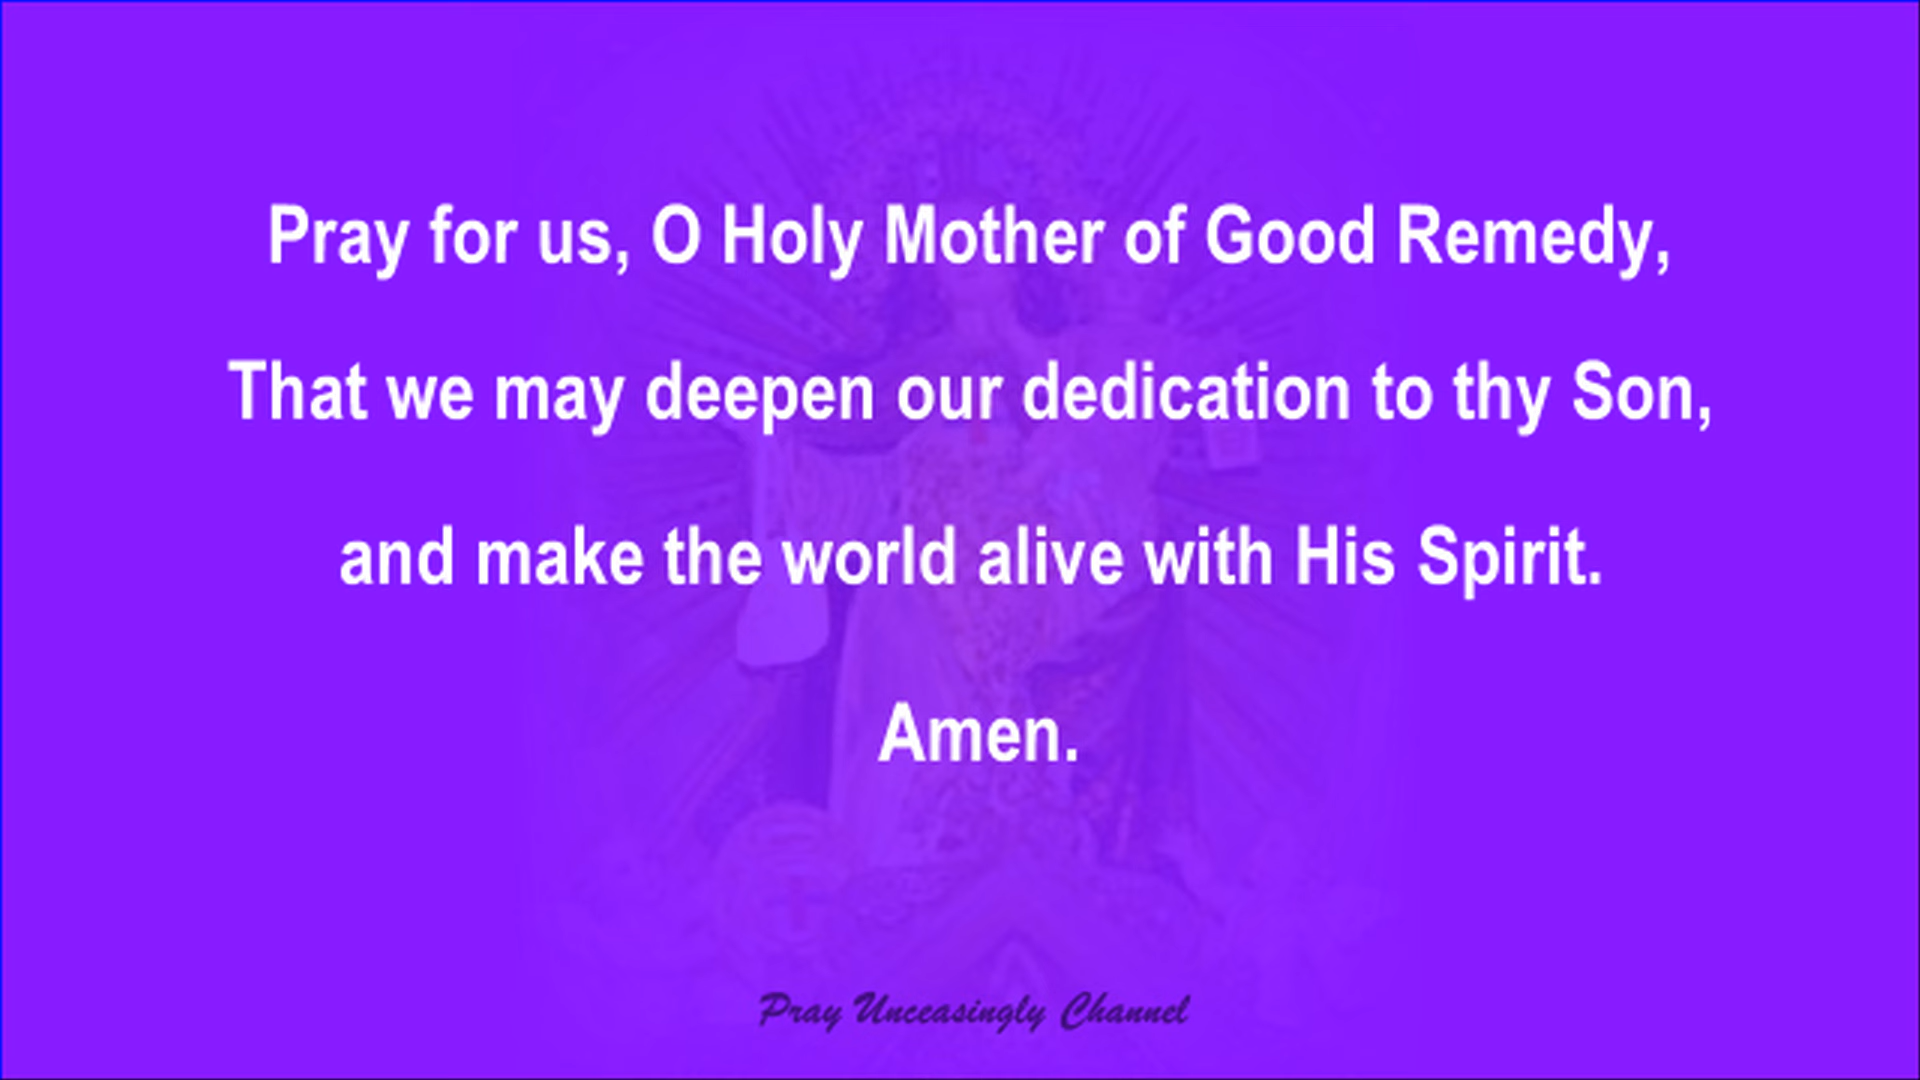 Pray for us, O Holy Mother of Good Remedy,
That we may deepen our dedication to thy Son,
and make the world alive with His Spirit.
Amen.
Pray Unceasingly Channel